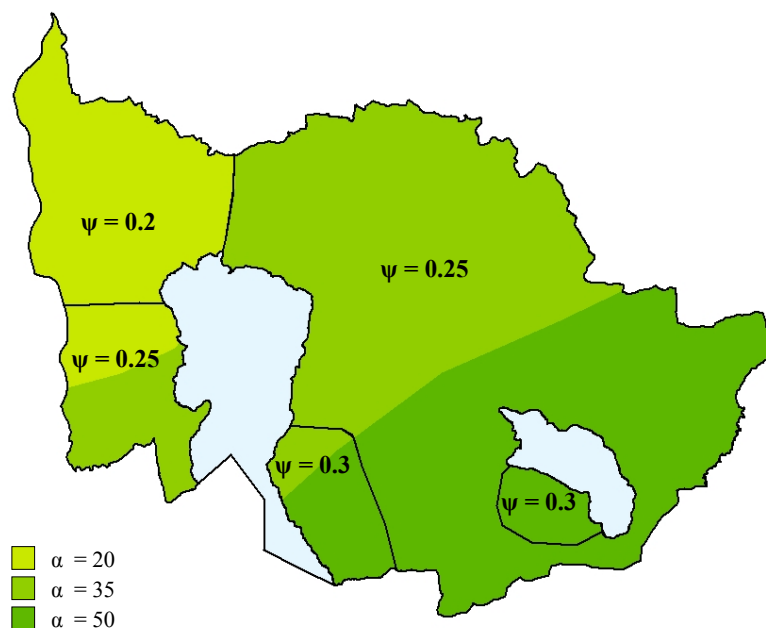 ψ = 0.2
ψ = 0.25
ψ = 0.25
ψ = 0.3
ψ = 0.3
α = 20
α = 35
α = 50